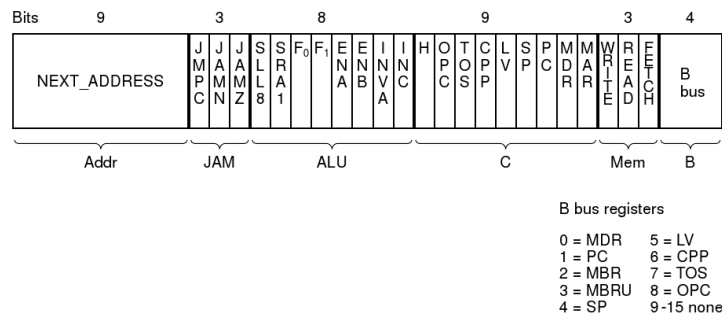 Bits 9 3 8 9 3 4
NEXT_ADDRESS JMPC JAMN JAMZ SLL8 SRA1 F0 F1 ENA ENB INVA INC H OPC TOS CPP LV SP PC MDR MAR WRITE READ FETCH B bus
Addr JAM ALU C Mem B
B bus registers
0 = MDR 5 = LV
1 = PC 6 = CPP
2 = MBR 7 = TOS
3 = MBRU 8 = OPC
4 = SP 9-15 none